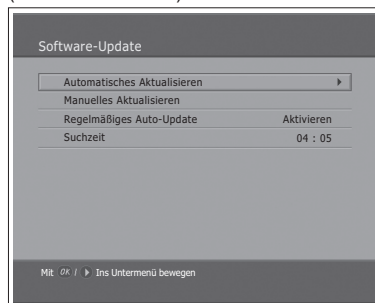 Software-Update
Automatisches Aktualisieren
Manuelles Aktualisieren
Regelmäßiges Auto-Update Aktivieren
Suchzeit 04 : 05
Mit OK / Ins Untermenü bewegen